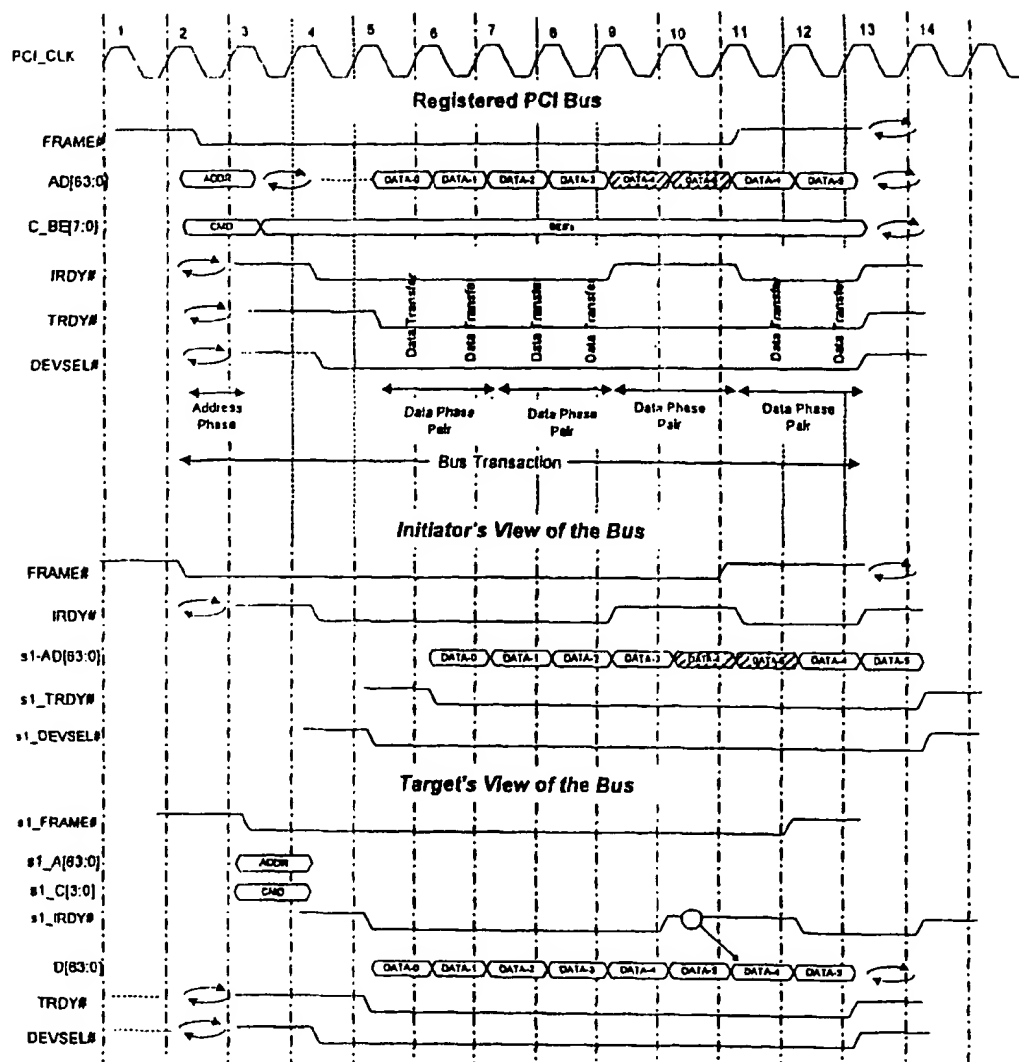 1 2 3 4 5 6 7 8 9 10 11 12 13 14
PCI_CLK
Registered PCI Bus
FRAME#
AD[63:0] ADDR DATA-0 DATA-1 DATA-2 DATA-3 DATA-4 DATA-4 DATA-5
C_BE[7:0] CMD BE#'s
IRDY#
TRDY#
DEVSEL#
Data Transfer Data Transfer Data Transfer Data Transfer Data Transfer Data Transfer
Address Phase
Data Phase Pair
Data Phase Pair
Data Phase Pair
Data Phase Pair
Bus Transaction
Initiator's View of the Bus
FRAME#
IRDY#
s1-AD[63:0] DATA-0 DATA-1 DATA-2 DATA-3 DATA-4 DATA-4 DATA-5
s1_TRDY#
s1_DEVSEL#
Target's View of the Bus
s1_FRAME#
s1_A[63:0] ADDR
s1_C[3:0] CMD
s1_IRDY#
D[63:0] DATA-0 DATA-1 DATA-2 DATA-3 DATA-4 DATA-5 DATA-4 DATA-5
TRDY#
DEVSEL#